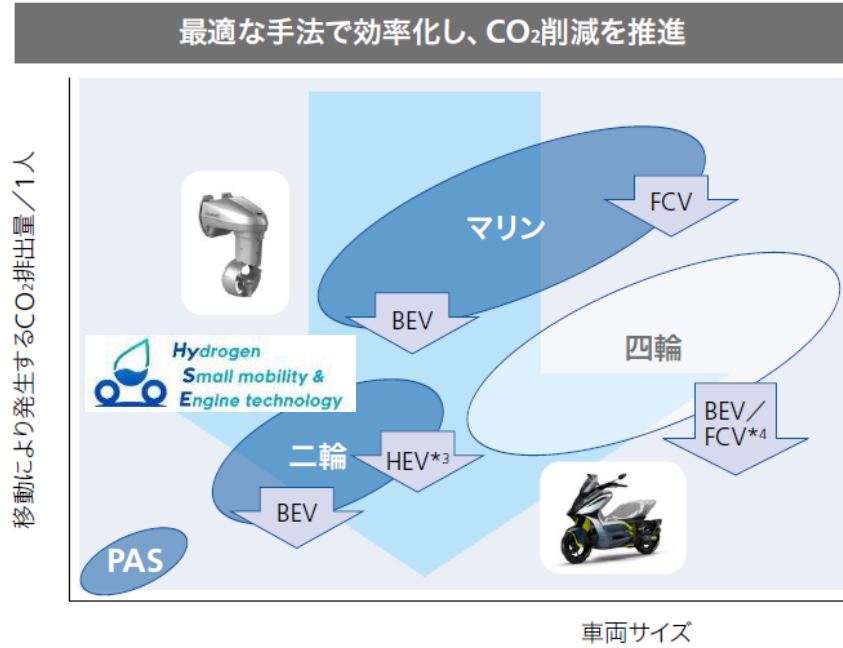 最適な手法で効率化し、CO₂削減を推進
移動により発生するCO₂排出量／1人
FCV
マリン
BEV
四輪
Hydrogen
Small mobility &
Engine technology
BEV／
FCV*4
二輪
HEV*3
BEV
PAS
車両サイズ